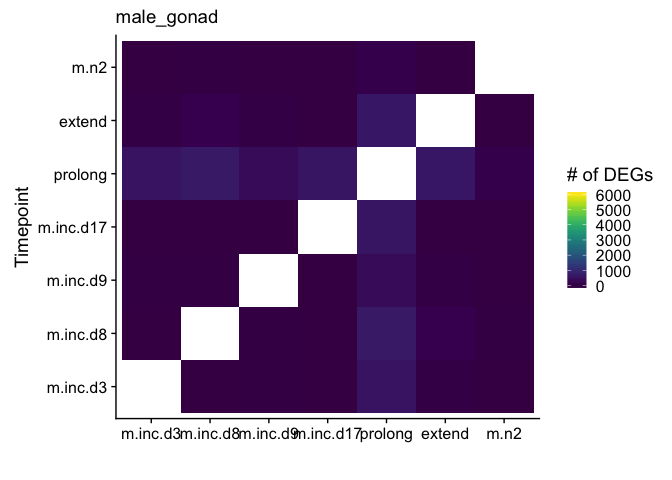 male_gonad
Timepoint
m.n2
extend
prolong
m.inc.d17
m.inc.d9
m.inc.d8
m.inc.d3
m.inc.d3 m.inc.d8 m.inc.d9 m.inc.d17 prolong extend m.n2
# of DEGs
6000
5000
4000
3000
2000
1000
0